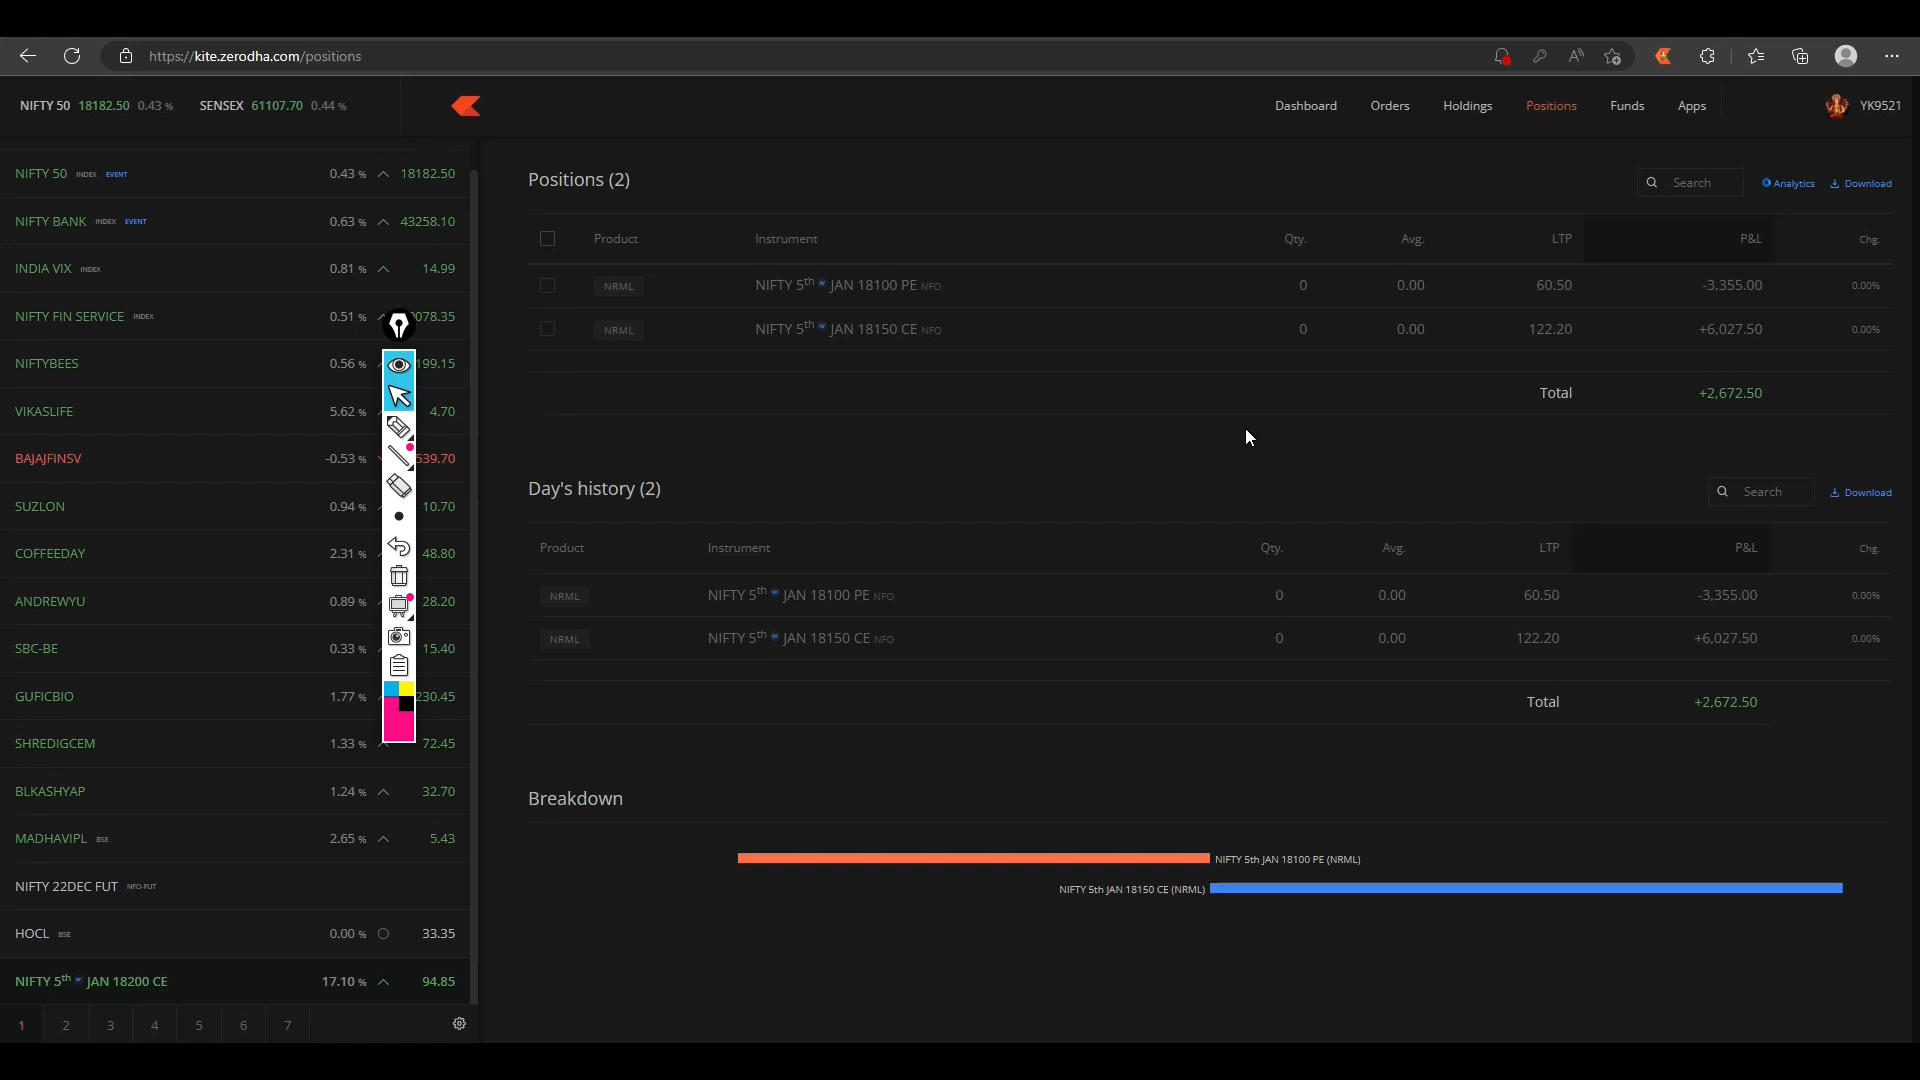 https://kite.zerodha.com/positions
NIFTY 50 18182.50 0.43 % SENSEX 61107.70 0.44 %
Dashboard Orders Holdings Positions Funds Apps YK9521
NIFTY 50 INDEX EVENT 0.43 % 18182.50
NIFTY BANK INDEX EVENT 0.63 % 43258.10
INDIA VIX INDEX 0.81 % 14.99
NIFTY FIN SERVICE INDEX 0.51 % 078.35
NIFTYBEES 0.56 % 199.15
VIKASLIFE 5.62 % 4.70
BAJAJFINSV -0.53 % 539.70
SUZLON 0.94 % 10.70
COFFEEDAY 2.31 % 48.80
ANDREWYU 0.89 % 28.20
SBC-BE 0.33 % 15.40
GUFICBIO 1.77 % 230.45
SHREDIGCEM 1.33 % 72.45
BLKASHYAP 1.24 % 32.70
MADHAVIPL BSE 2.65 % 5.43
NIFTY 22DEC FUT NFO-FUT
HOCL BSE 0.00 % 33.35
NIFTY 5th w JAN 18200 CE 17.10 % 94.85
1 2 3 4 5 6 7
Positions (2) Search Analytics Download
Product Instrument Qty. Avg. LTP P&L Chg.
NRML NIFTY 5th w JAN 18100 PE NFO 0 0.00 60.50 -3,355.00 0.00%
NRML NIFTY 5th w JAN 18150 CE NFO 0 0.00 122.20 +6,027.50 0.00%
Total +2,672.50
Day's history (2) Search Download
Product Instrument Qty. Avg. LTP P&L Chg.
NRML NIFTY 5th w JAN 18100 PE NFO 0 0.00 60.50 -3,355.00 0.00%
NRML NIFTY 5th w JAN 18150 CE NFO 0 0.00 122.20 +6,027.50 0.00%
Total +2,672.50
Breakdown
NIFTY 5th JAN 18100 PE (NRML)
NIFTY 5th JAN 18150 CE (NRML)